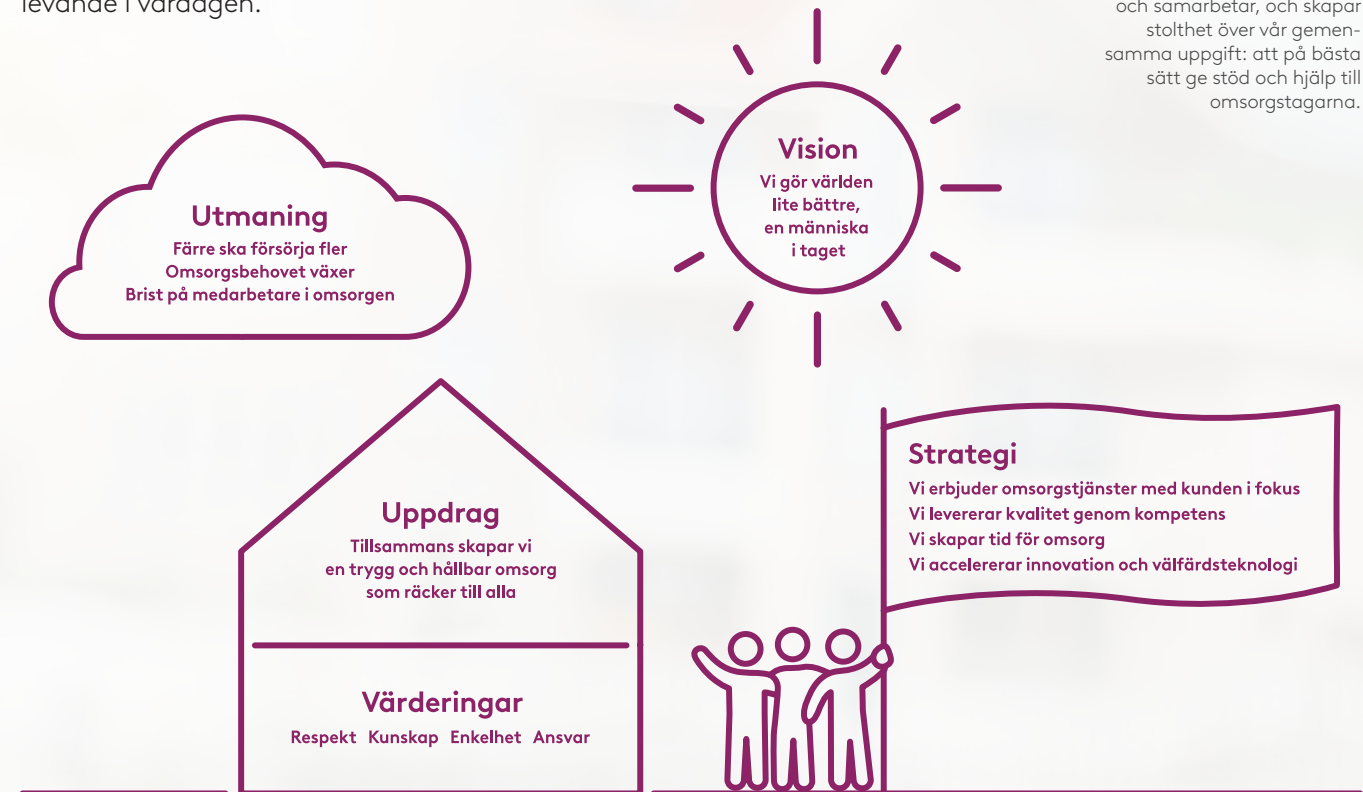 levande i vardagen.
och samarbetar, och skapar
stolthet över vår gemen-
samma uppgift: att på bästa
sätt ge stöd och hjälp till
omsorgstagarna.
Utmaning
Färre ska försörja fler
Omsorgsbehovet växer
Brist på medarbetare i omsorgen
Vision
Vi gör världen
lite bättre,
en människa
i taget
Uppdrag
Tillsammans skapar vi
en trygg och hållbar omsorg
som räcker till alla
Värderingar
Respekt Kunskap Enkelhet Ansvar
Strategi
Vi erbjuder omsorgstjänster med kunden i fokus
Vi levererar kvalitet genom kompetens
Vi skapar tid för omsorg
Vi accelererar innovation och välfärdsteknologi